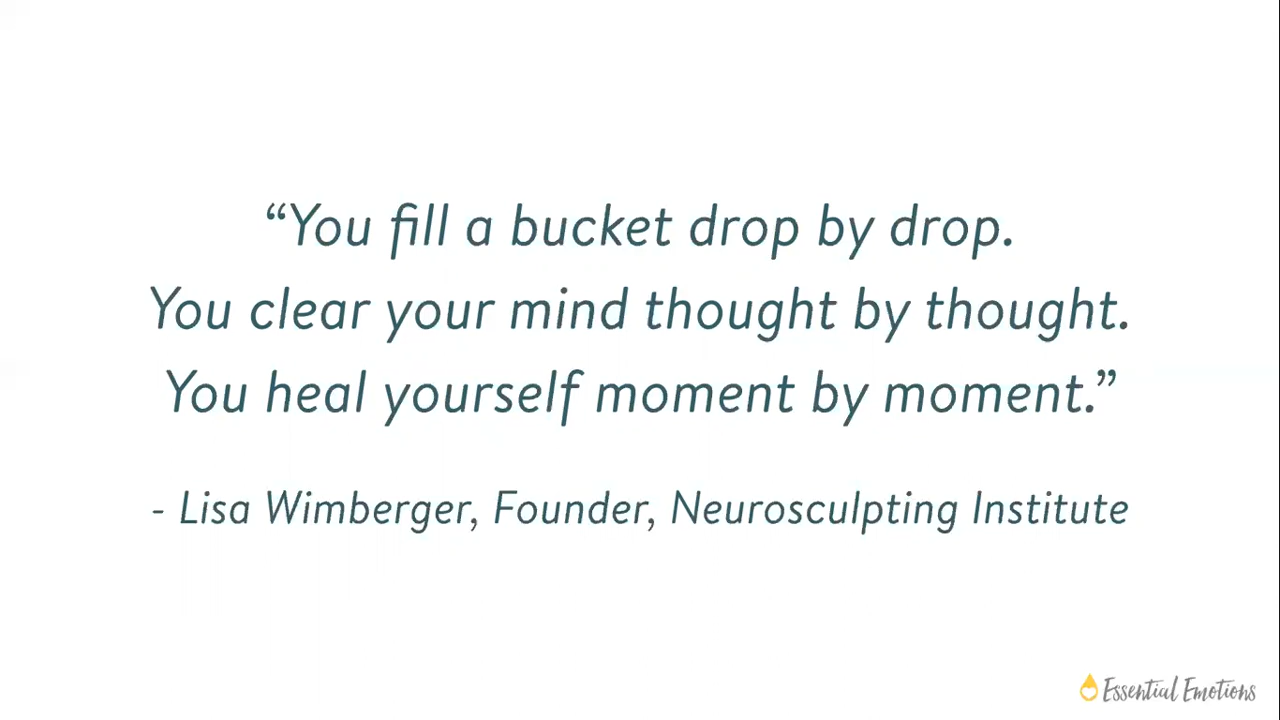 “You fill a bucket drop by drop.
You clear your mind thought by thought.
You heal yourself moment by moment.”
- Lisa Wimberger, Founder, Neurosculpting Institute
Essential Emotions